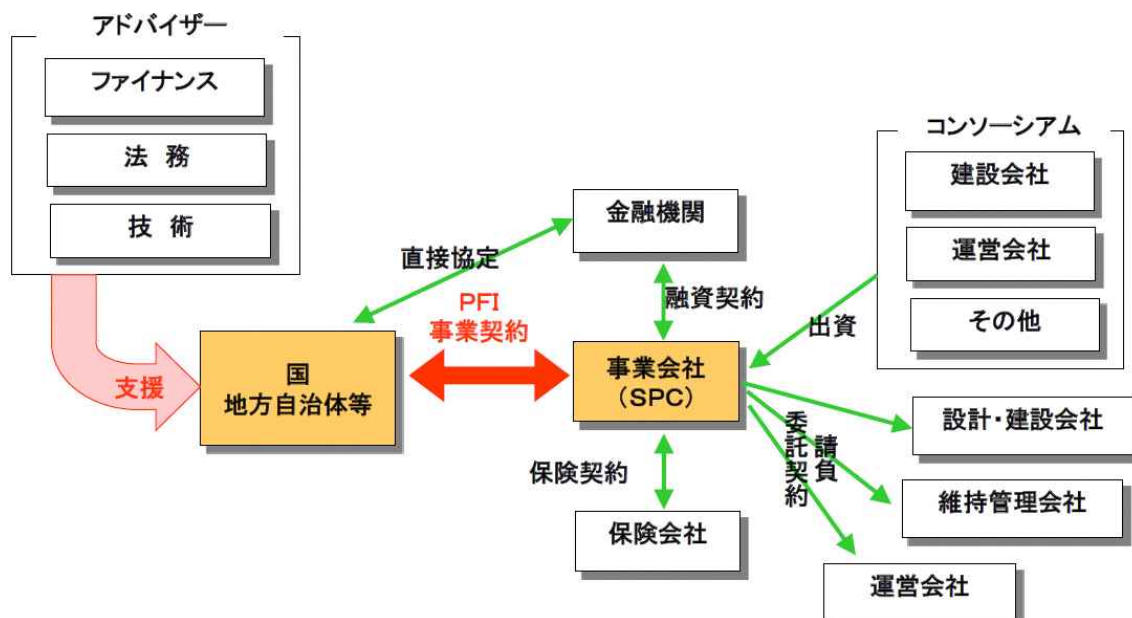 アドバイザー
ファイナンス
法 務
技 術
支援
国
地方自治体等
直接協定
PFI
事業契約
金融機関
融資契約
事業会社
（SPC）
保険契約
保険会社
コンソーシアム
建設会社
運営会社
その他
出資
請負
委託契約
設計・建設会社
維持管理会社
運営会社